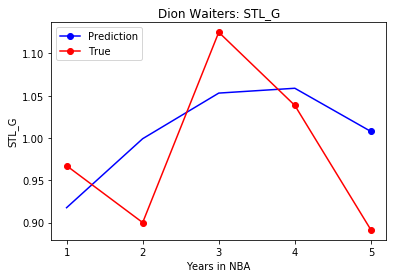 Dion Waiters: STL_G
Prediction
True
STL_G
1.10
1.05
1.00
0.95
0.90
1 2 3 4 5
Years in NBA